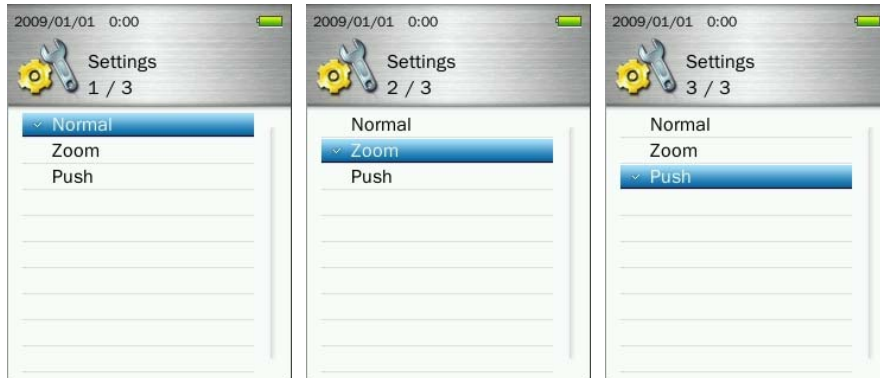 2009/01/01 0:00
Settings
1 / 3
Normal
Zoom
Push
2009/01/01 0:00
Settings
2 / 3
Normal
Zoom
Push
2009/01/01 0:00
Settings
3 / 3
Normal
Zoom
Push